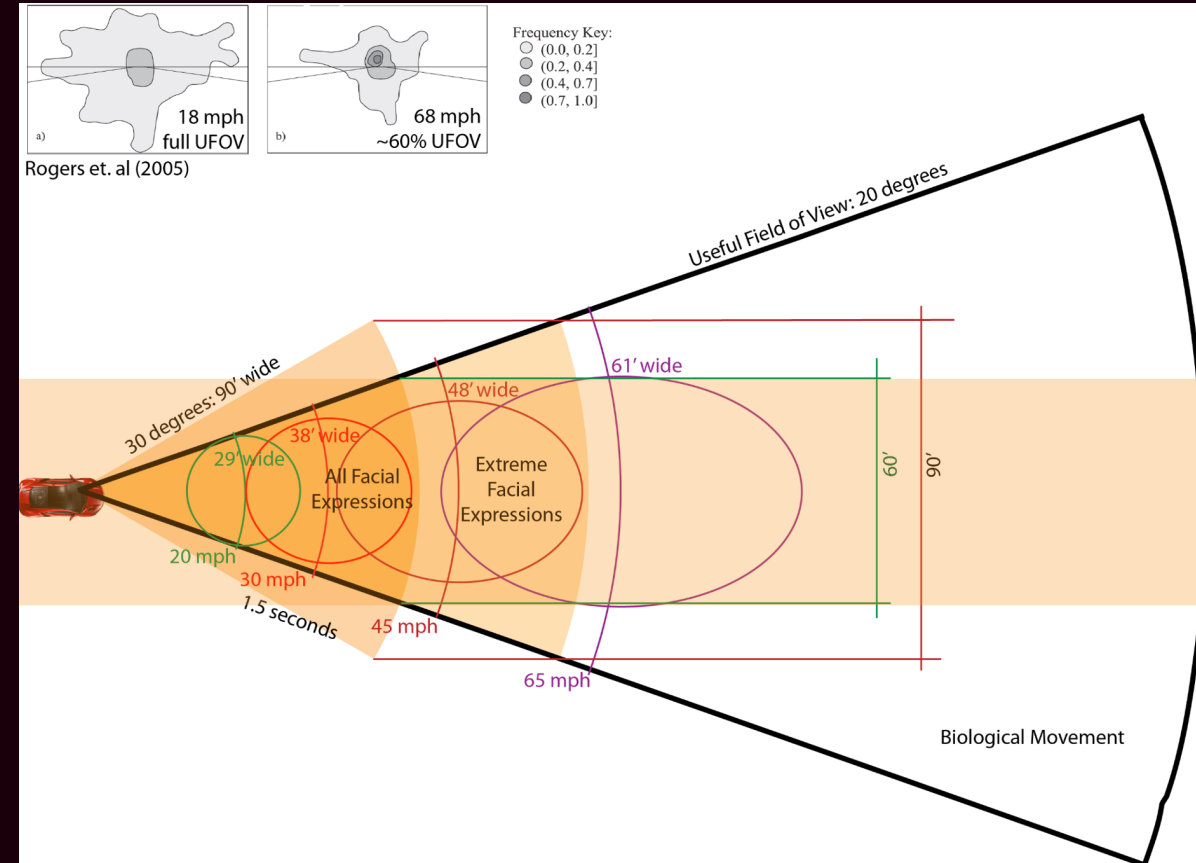 18 mph
full UFOV
a)
68 mph
~60% UFOV
b)
Frequency Key:
(0.0, 0.2]
(0.2, 0.4]
(0.4, 0.7]
(0.7, 1.0]
Rogers et. al (2005)
Useful Field of View: 20 degrees
30 degrees: 90' wide
61' wide
48' wide
38' wide
29' wide
All Facial
Expressions
Extreme
Facial
Expressions
60'
90'
20 mph
30 mph
1.5 seconds
45 mph
65 mph
Biological Movement